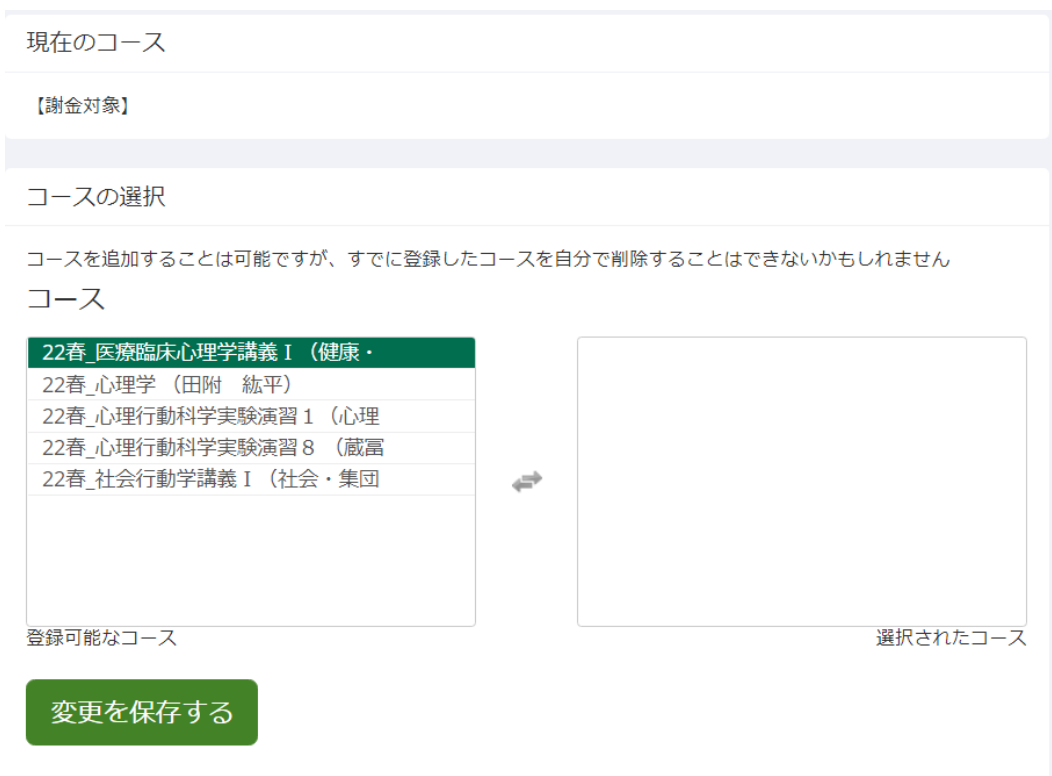 現在のコース
【謝金対象】
コースの選択
コースを追加することは可能ですが、すでに登録したコースを自分で削除することはできないかもしれません
コース
22春_医療臨床心理学講義Ⅰ（健康・
22春_心理学 （田附　紘平）
22春_心理行動科学実験演習１（心理
22春_心理行動科学実験演習８ （蔵冨
22春_社会行動学講義Ⅰ（社会・集団
登録可能なコース
選択されたコース
変更を保存する